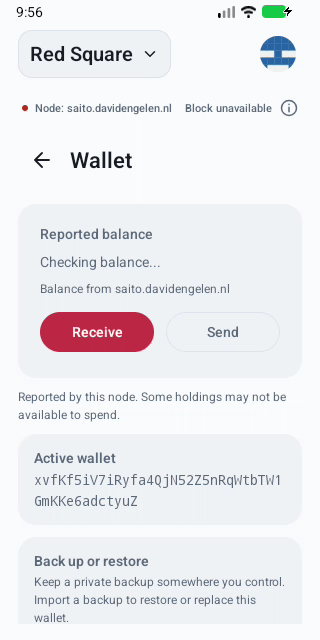 9:56
Red Square
Node: saito.davidengelen.nl Block unavailable
Wallet
Reported balance
Checking balance...
Balance from saito.davidengelen.nl
Receive Send
Reported by this node. Some holdings may not be
available to spend.
Active wallet
xvfKf5iV7iRyfa4QjN52Z5nRqWtbTW1
GmKKe6adctyuZ
Back up or restore
Keep a private backup somewhere you control.
Import a backup to restore or replace this
wallet.